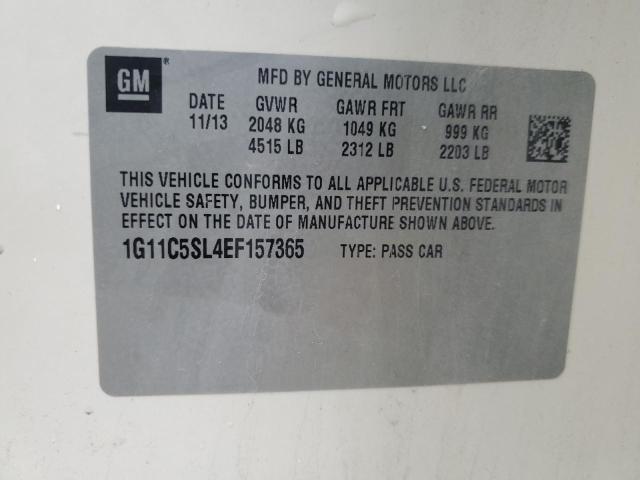 GM
MFD BY GENERAL MOTORS LLC
DATE GVWR GAWR FRT GAWR RR
11/13 2048 KG 1049 KG 999 KG
4515 LB 2312 LB 2203 LB
THIS VEHICLE CONFORMS TO ALL APPLICABLE U.S. FEDERAL MOTOR
VEHICLE SAFETY, BUMPER, AND THEFT PREVENTION STANDARDS IN
EFFECT ON THE DATE OF MANUFACTURE SHOWN ABOVE.
1G11C5SL4EF157365 TYPE: PASS CAR